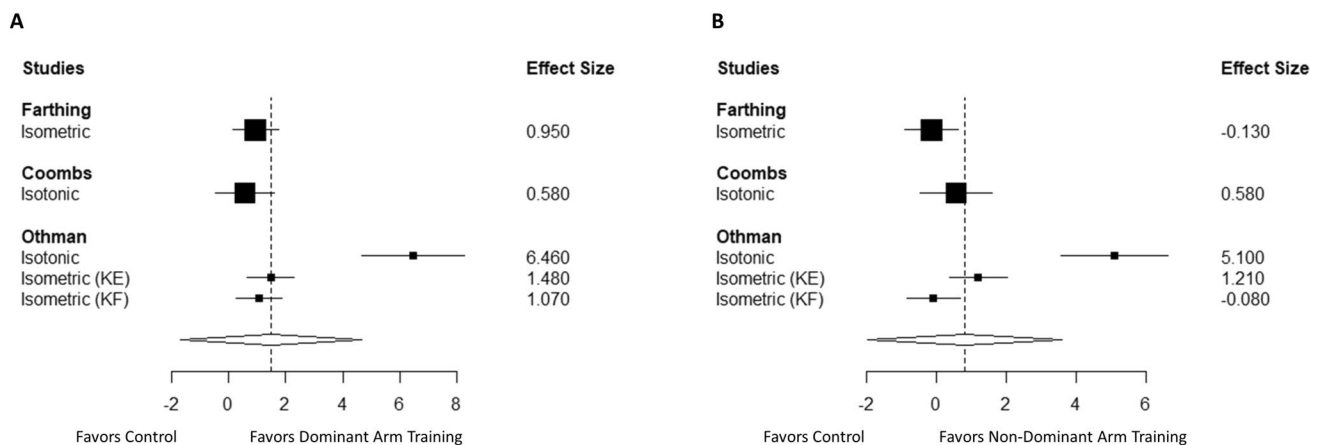 A
Studies Effect Size
Farthing
Isometric 0.950
Coombs
Isotonic 0.580
Othman
Isotonic 6.460
Isometric (KE) 1.480
Isometric (KF) 1.070
-2 0 2 4 6 8
Favors Control Favors Dominant Arm Training
B
Studies Effect Size
Farthing
Isometric -0.130
Coombs
Isotonic 0.580
Othman
Isotonic 5.100
Isometric (KE) 1.210
Isometric (KF) -0.080
-2 0 2 4 6
Favors Control Favors Non-Dominant Arm Training